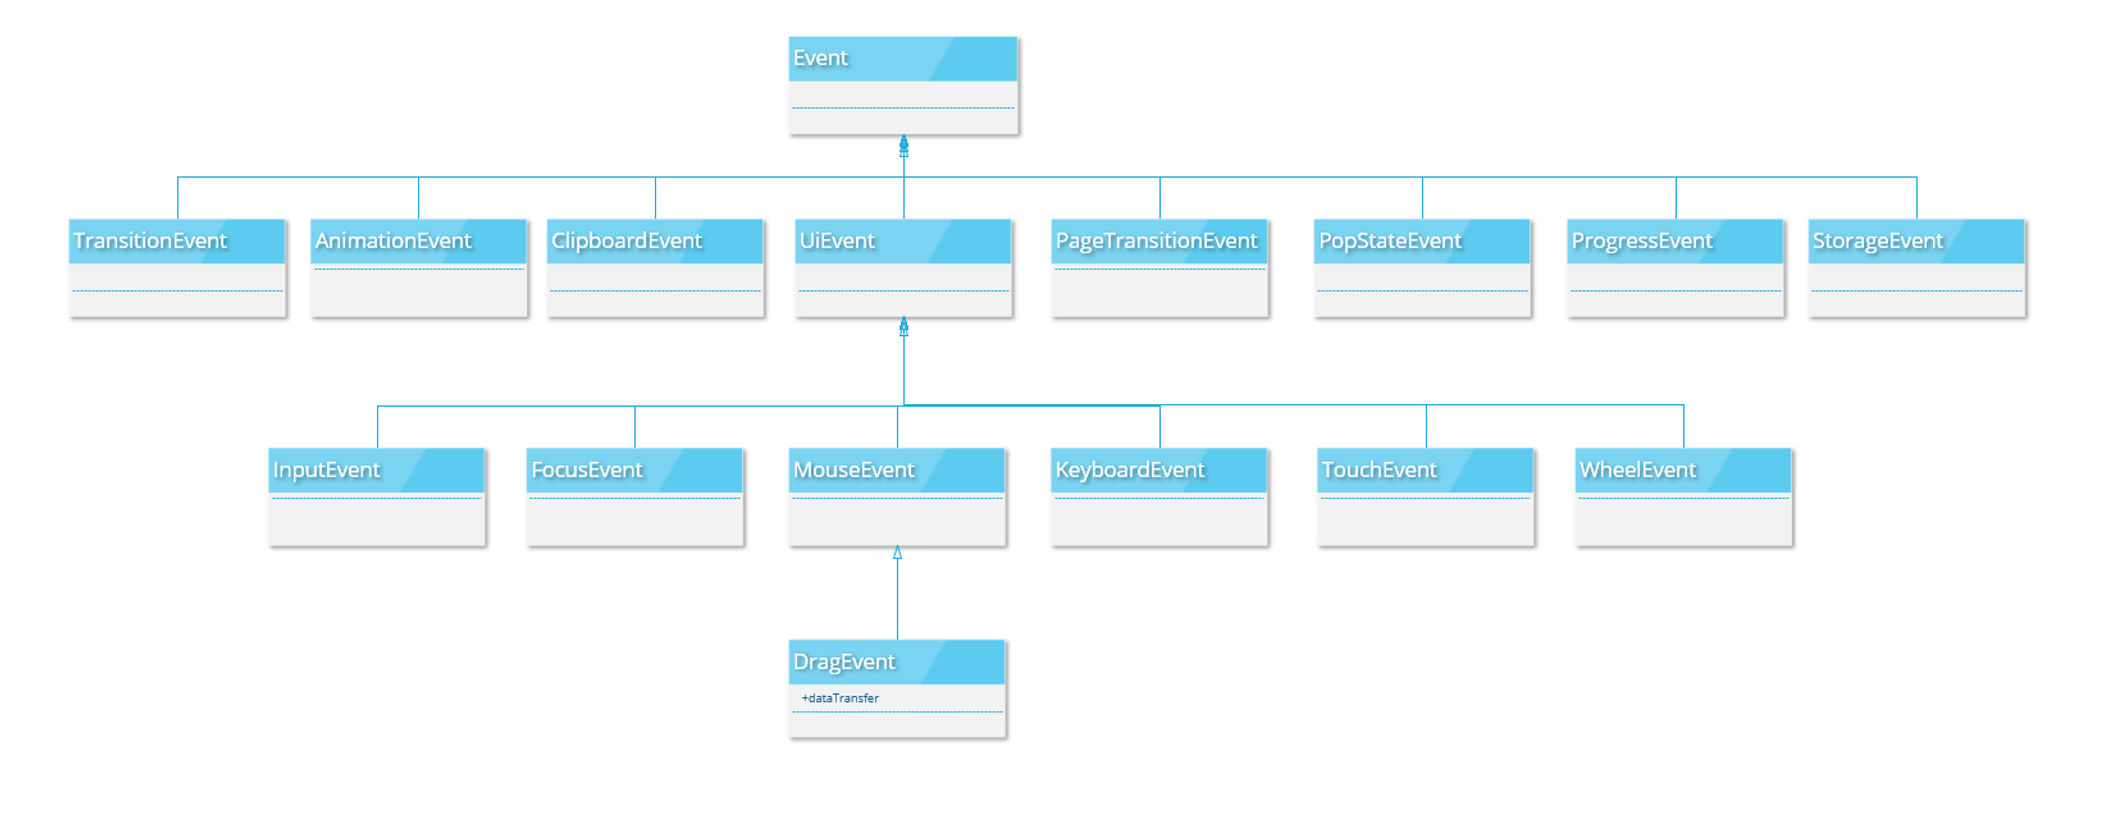 Event
TransitionEvent
AnimationEvent
ClipboardEvent
UiEvent
PageTransitionEvent
PopStateEvent
ProgressEvent
StorageEvent
InputEvent
FocusEvent
MouseEvent
KeyboardEvent
TouchEvent
WheelEvent
DragEvent
+dataTransfer